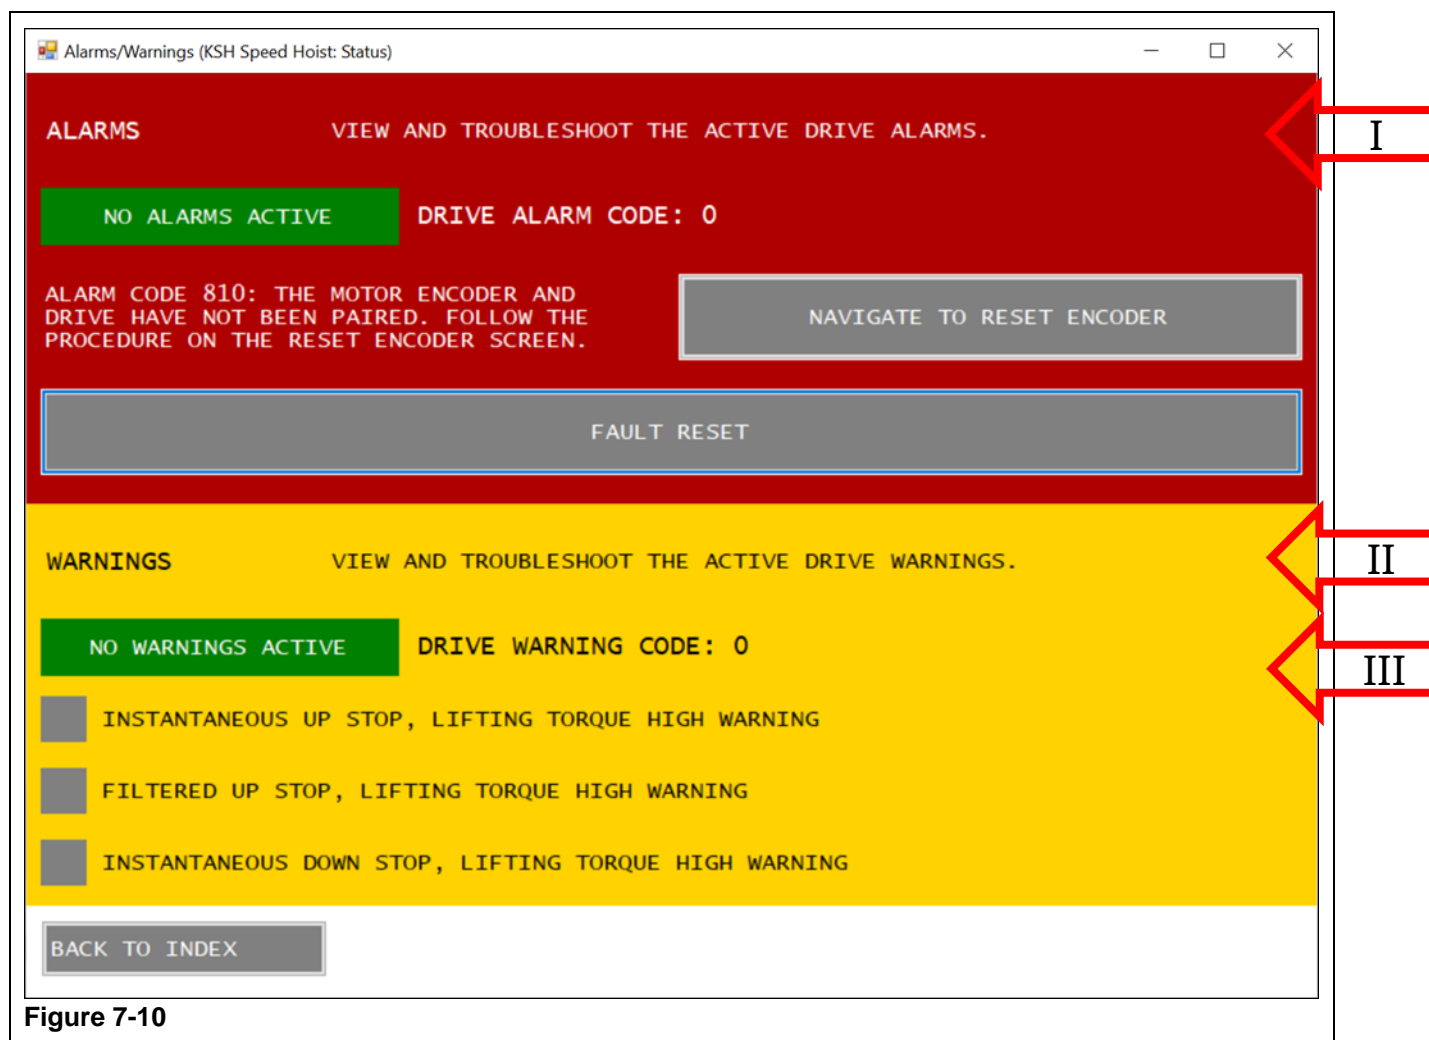 Alarms/Warnings (KSH Speed Hoist: Status)
ALARMS VIEW AND TROUBLESHOOT THE ACTIVE DRIVE ALARMS.
I
NO ALARMS ACTIVE DRIVE ALARM CODE: 0
ALARM CODE 810: THE MOTOR ENCODER AND
DRIVE HAVE NOT BEEN PAIRED. FOLLOW THE
PROCEDURE ON THE RESET ENCODER SCREEN.
NAVIGATE TO RESET ENCODER
FAULT RESET
WARNINGS VIEW AND TROUBLESHOOT THE ACTIVE DRIVE WARNINGS.
II
NO WARNINGS ACTIVE DRIVE WARNING CODE: 0
III
INSTANTANEOUS UP STOP, LIFTING TORQUE HIGH WARNING
FILTERED UP STOP, LIFTING TORQUE HIGH WARNING
INSTANTANEOUS DOWN STOP, LIFTING TORQUE HIGH WARNING
BACK TO INDEX
Figure 7-10